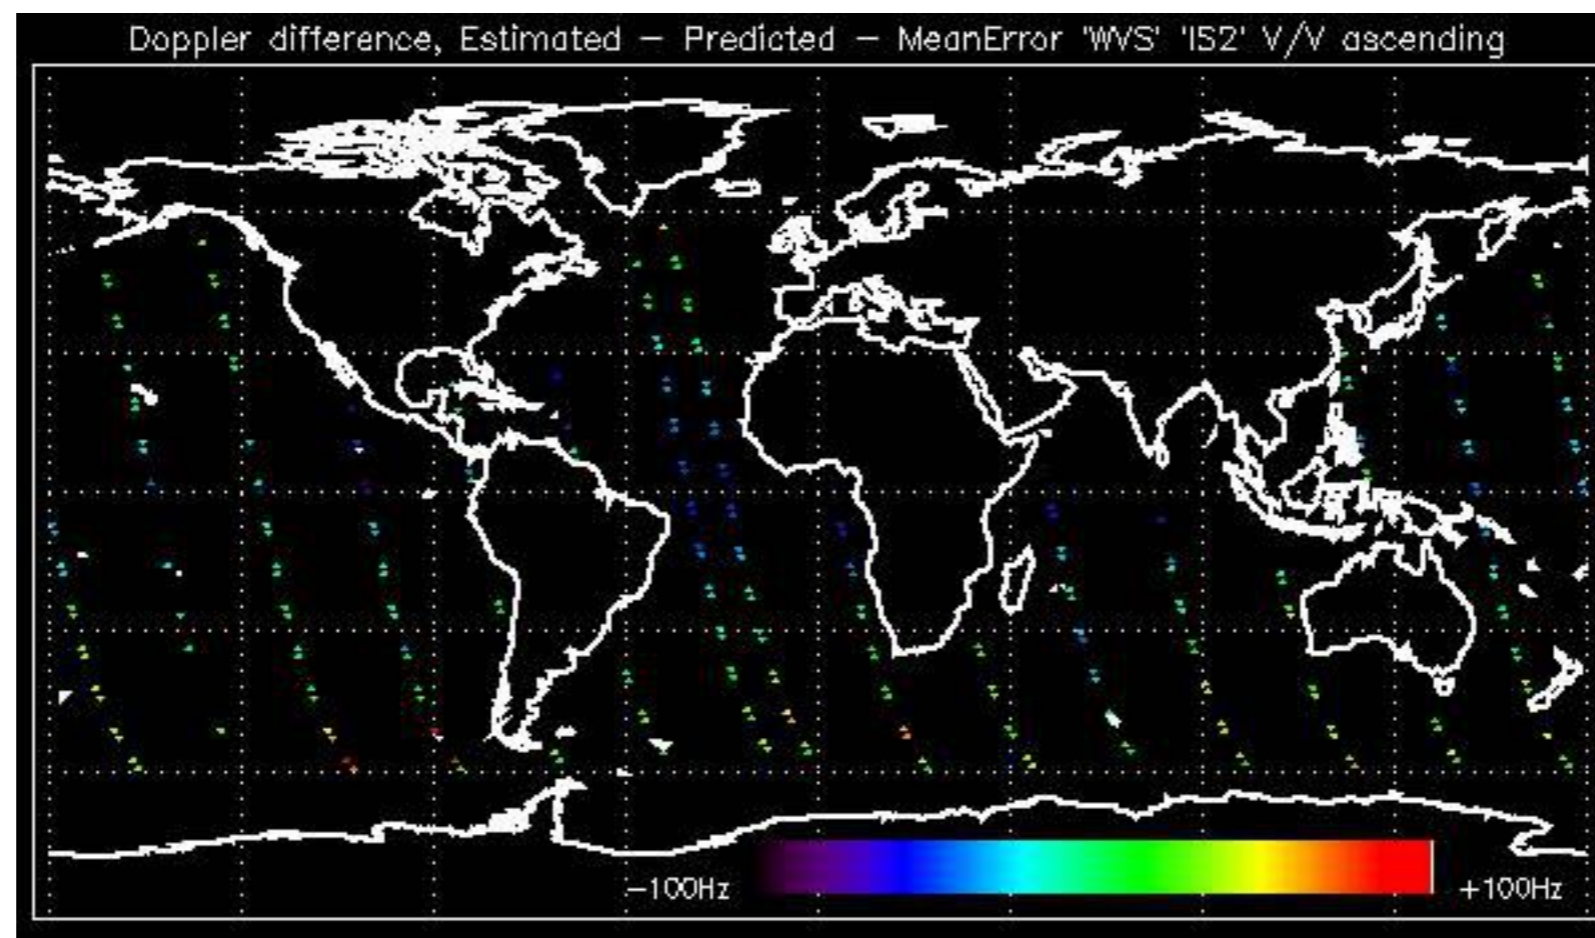 Doppler difference, Estimated − Predicted − MeanError 'WVS' 'IS2' V/V ascending
−100Hz
+100Hz